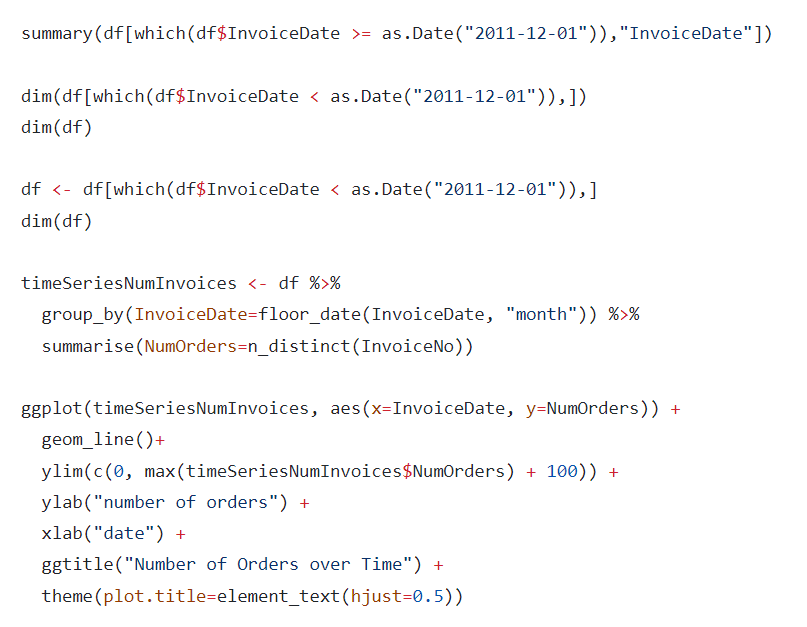 summary(df[which(df$InvoiceDate >= as.Date("2011-12-01")),"InvoiceDate"])

dim(df[which(df$InvoiceDate < as.Date("2011-12-01")),])
dim(df)

df <- df[which(df$InvoiceDate < as.Date("2011-12-01")),]
dim(df)

timeSeriesNumInvoices <- df %>%
  group_by(InvoiceDate=floor_date(InvoiceDate, "month")) %>%
  summarise(NumOrders=n_distinct(InvoiceNo))

ggplot(timeSeriesNumInvoices, aes(x=InvoiceDate, y=NumOrders)) +
  geom_line()+
  ylim(c(0, max(timeSeriesNumInvoices$NumOrders) + 100)) +
  ylab("number of orders") +
  xlab("date") +
  ggtitle("Number of Orders over Time") +
  theme(plot.title=element_text(hjust=0.5))